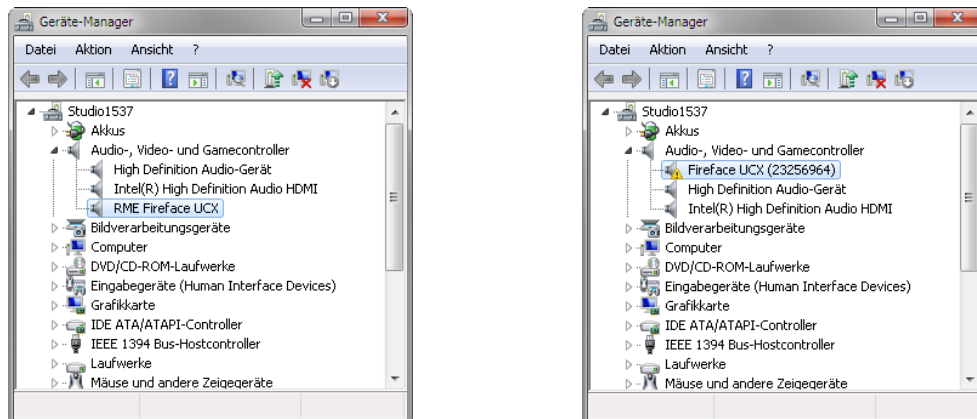 Geräte-Manager
Datei Aktion Ansicht ?
Studio1537
Akkus
Audio-, Video- und Gamecontroller
High Definition Audio-Gerät
Intel(R) High Definition Audio HDMI
RME Fireface UCX
Bildverarbeitungsgeräte
Computer
DVD/CD-ROM-Laufwerke
Eingabegeräte (Human Interface Devices)
Grafikkarte
IDE ATA/ATAPI-Controller
IEEE 1394 Bus-Hostcontroller
Laufwerke
Mäuse und andere Zeigegeräte
Geräte-Manager
Datei Aktion Ansicht ?
Studio1537
Akkus
Audio-, Video- und Gamecontroller
Fireface UCX (23256964)
High Definition Audio-Gerät
Intel(R) High Definition Audio HDMI
Bildverarbeitungsgeräte
Computer
DVD/CD-ROM-Laufwerke
Eingabegeräte (Human Interface Devices)
Grafikkarte
IDE ATA/ATAPI-Controller
IEEE 1394 Bus-Hostcontroller
Laufwerke
Mäuse und andere Zeigegeräte